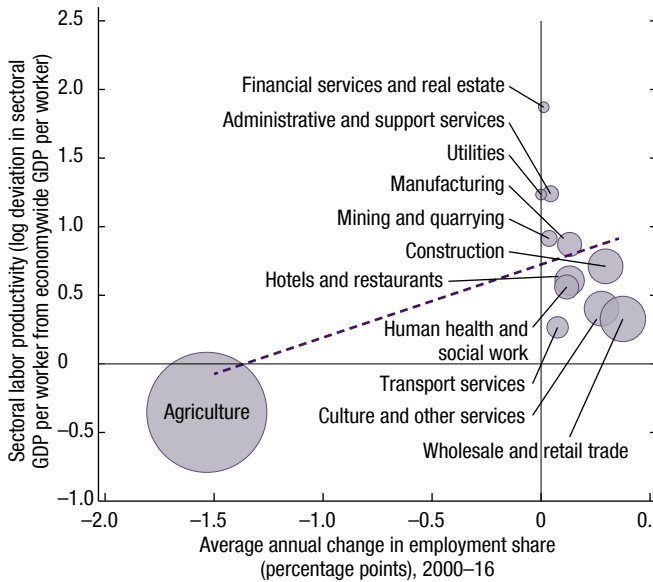 Sectoral labor productivity (log deviation in sectoral
GDP per worker from economywide GDP per worker)
2.5
2.0
1.5
1.0
0.5
0
–0.5
–1.0
Financial services and real estate
Administrative and support services
Utilities
Manufacturing
Mining and quarrying
Construction
Hotels and restaurants
Human health and
social work
Transport services
Agriculture
Culture and other services
Wholesale and retail trade
–2.0 –1.5 –1.0 –0.5 0 0.
Average annual change in employment share
(percentage points), 2000–16